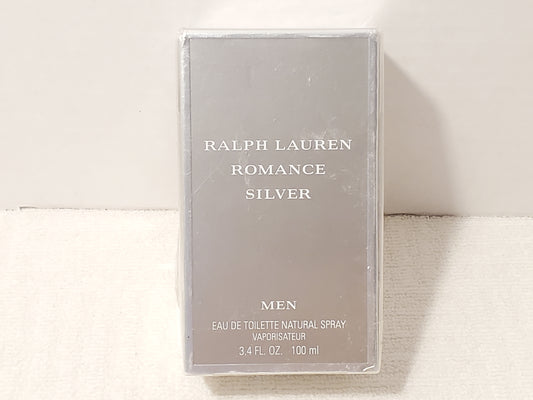 RALPH LAUREN
ROMANCE
SILVER
MEN
EAU DE TOILETTE NATURAL SPRAY
VAPORISATEUR
3.4 FL. OZ. 100 ml